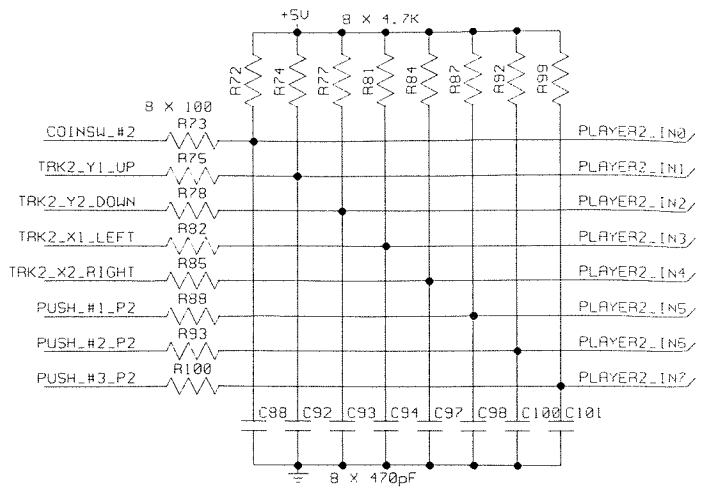 +5V 8 X 4.7K
R72 R74 R77 R81 R84 R87 R92 R99
8 X 100
R73
COINSW_#2 PLAYER2_IN0
R75
TRK2_Y1_UP PLAYER2_IN1
R78
TRK2_Y2_DOWN PLAYER2_IN2
R82
TRK2_X1_LEFT PLAYER2_IN3
R85
TRK2_X2_RIGHT PLAYER2_IN4
R88
PUSH_#1_P2 PLAYER2_IN5
R93
PUSH_#2_P2 PLAYER2_IN6
R100
PUSH_#3_P2 PLAYER2_IN7
C88 C92 C93 C94 C97 C98 C100 C101
8 X 470pF